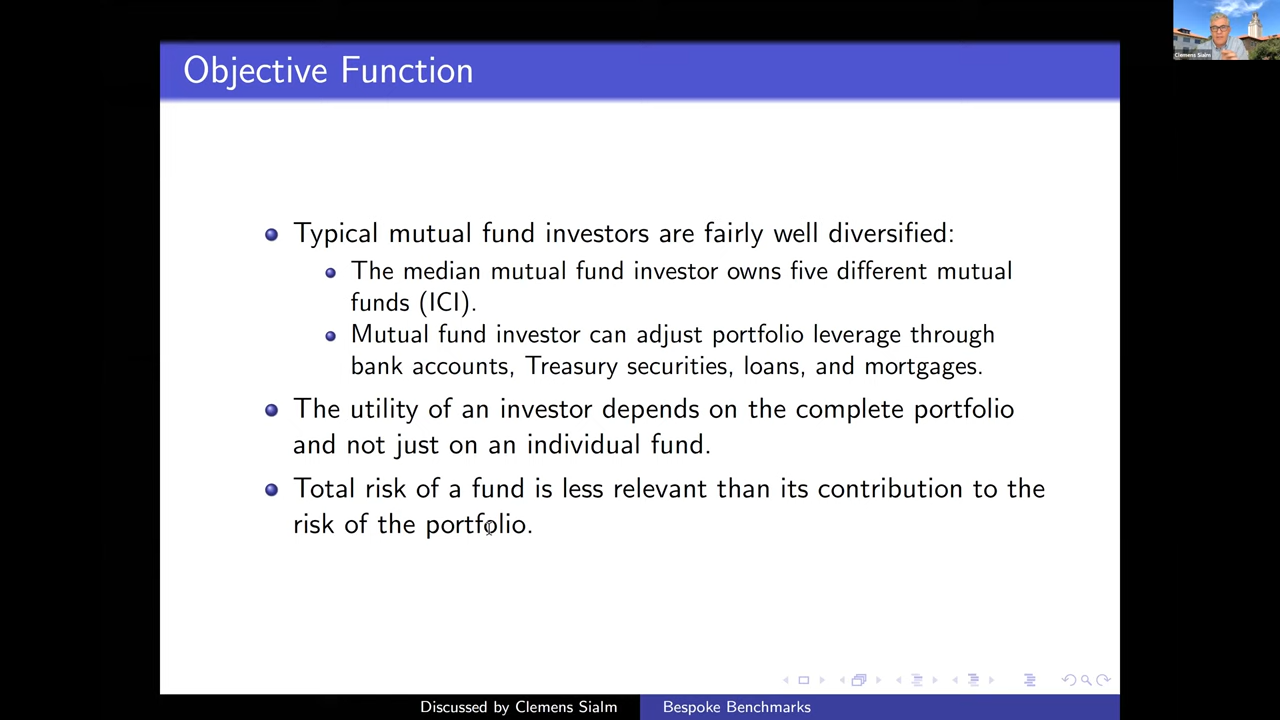 Clemens Sialm
Objective Function
Typical mutual fund investors are fairly well diversified:
The median mutual fund investor owns five different mutual
funds (ICI).
Mutual fund investor can adjust portfolio leverage through
bank accounts, Treasury securities, loans, and mortgages.
The utility of an investor depends on the complete portfolio
and not just on an individual fund.
Total risk of a fund is less relevant than its contribution to the
risk of the portfolio.
Discussed by Clemens Sialm
Bespoke Benchmarks